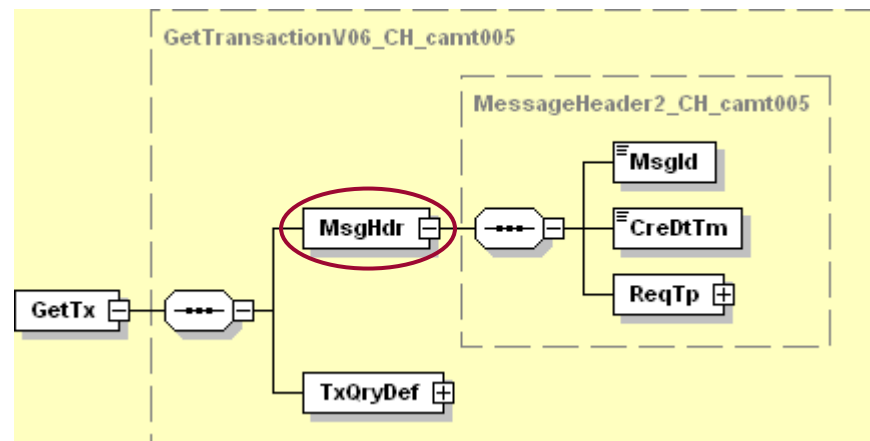 GetTransactionV06_CH_camt005
MessageHeader2_CH_camt005
MsgId
MsgHdr
CreDtTm
ReqTp
GetTx
TxQryDef